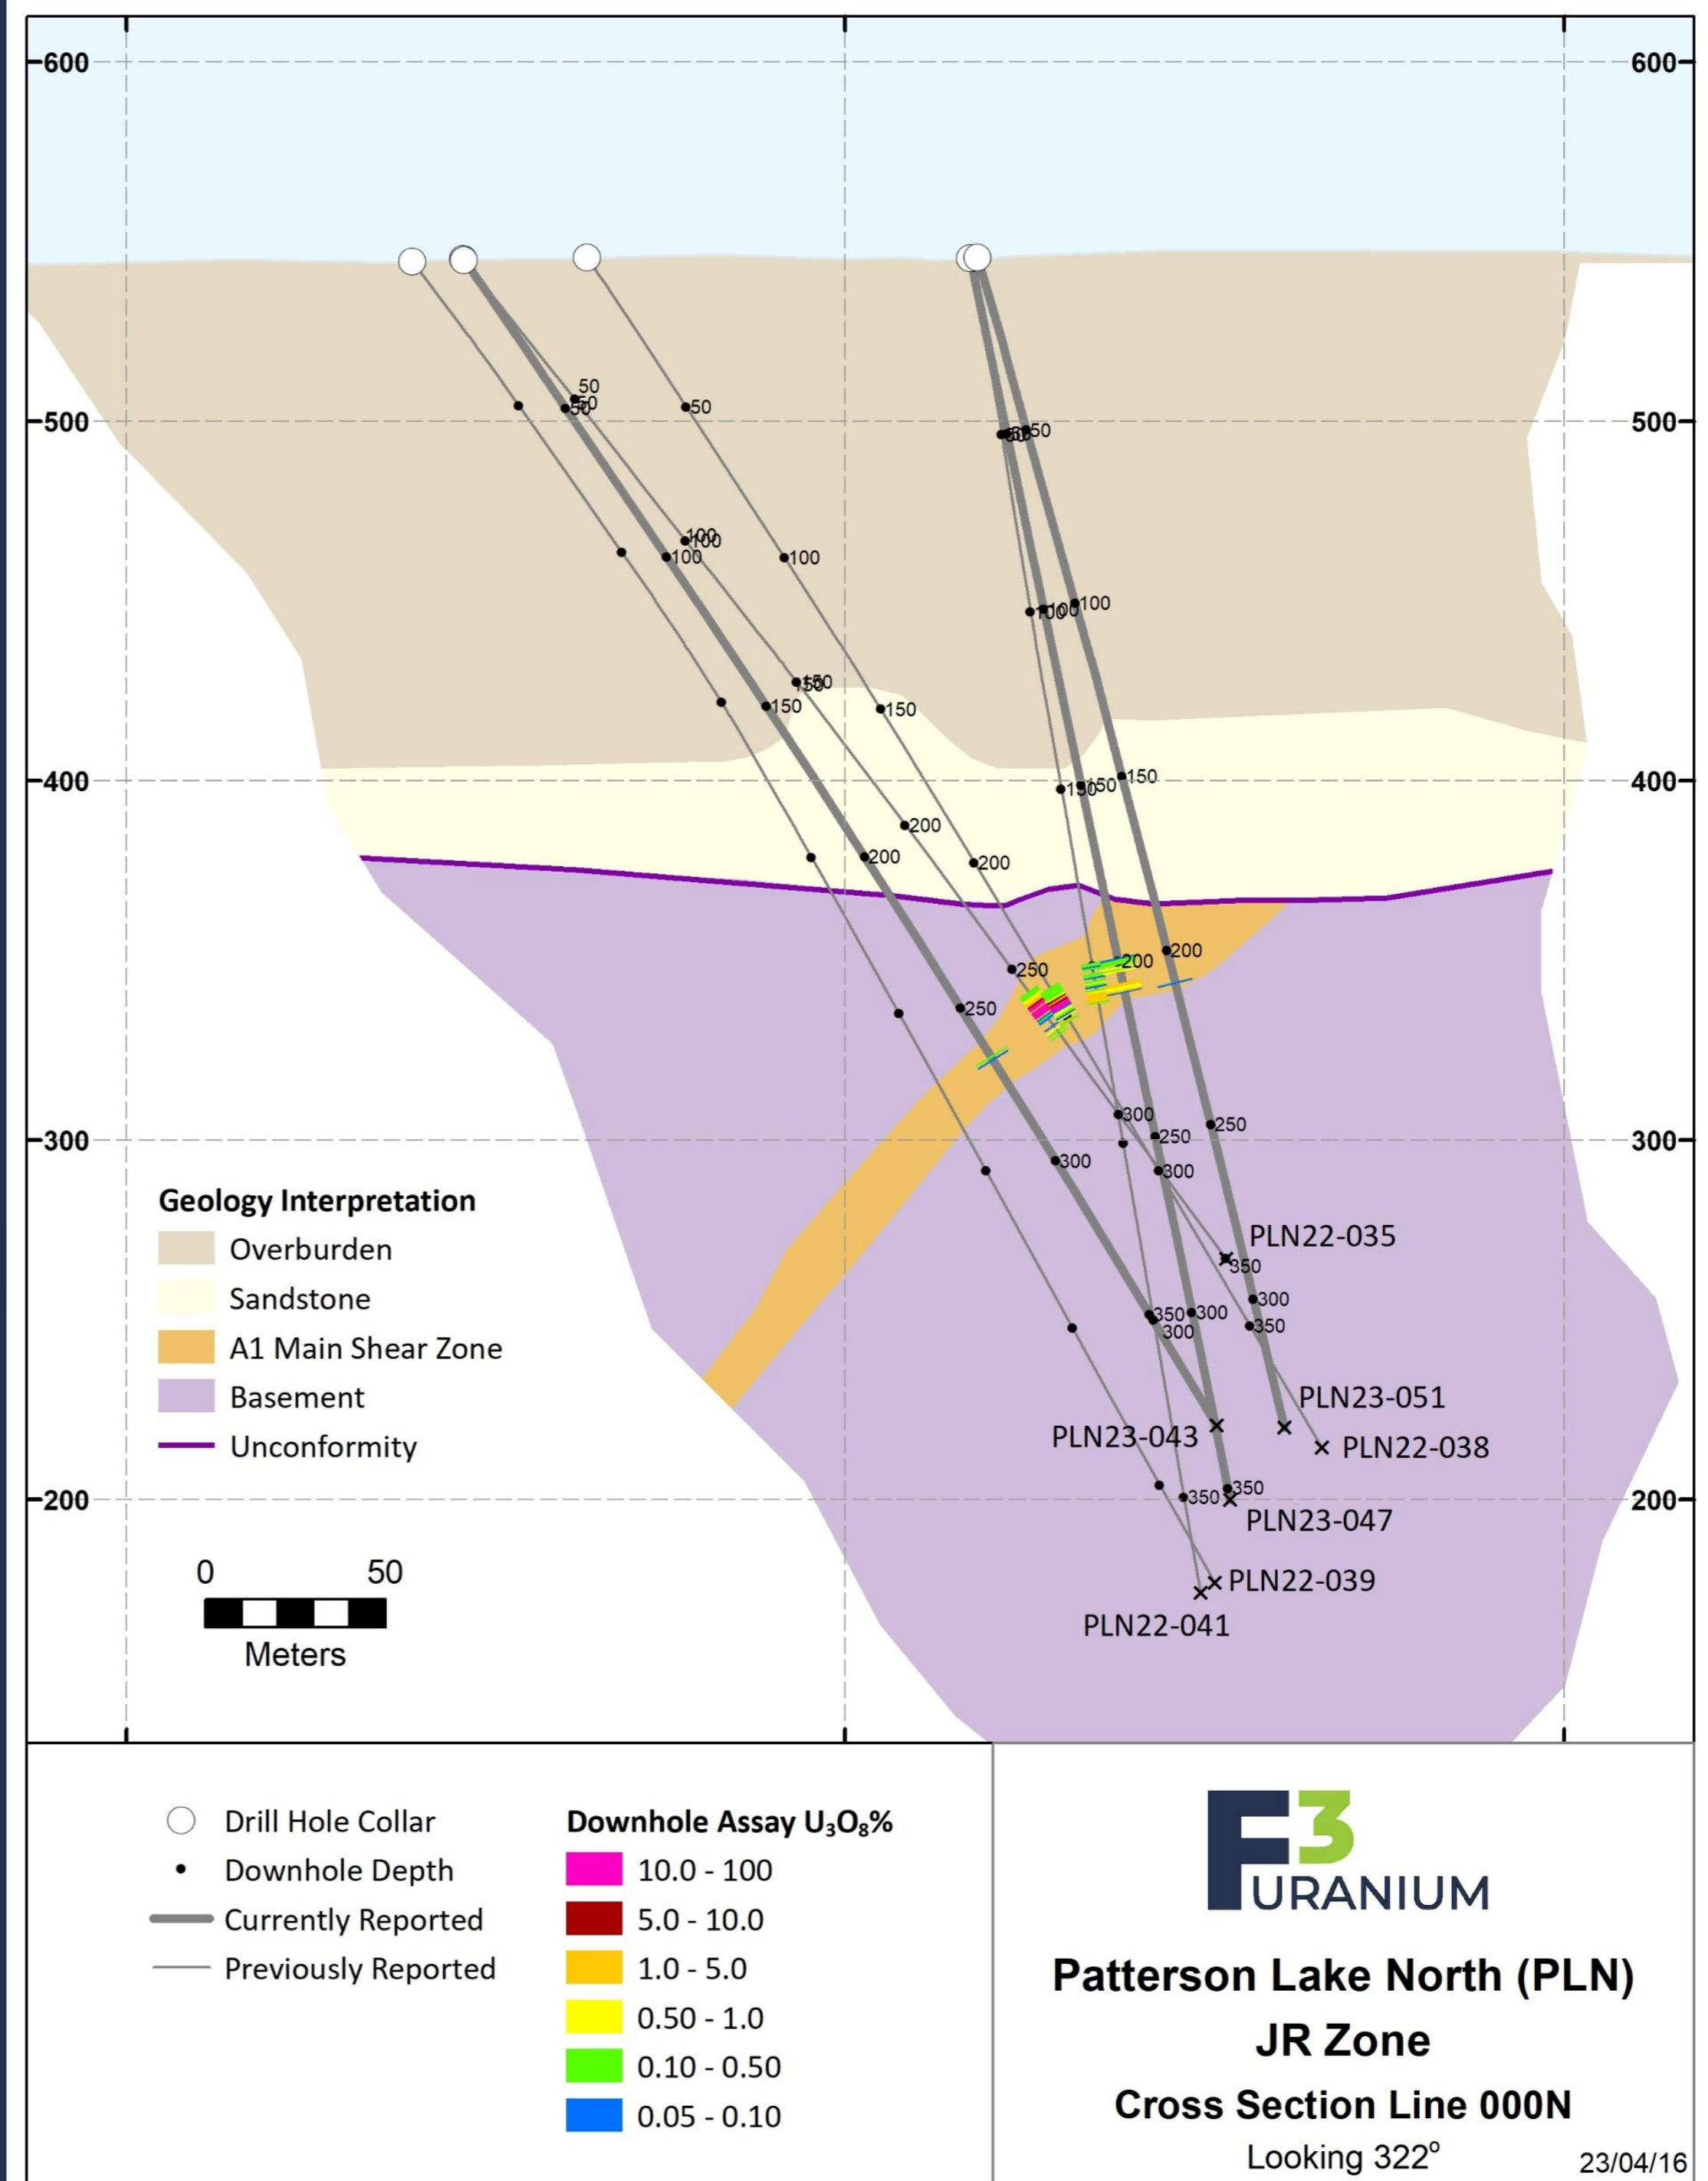 600 600
50
50
50
50
50
500 500
100
100
100
100
100
100
100
150
150
150
150
150
150
150
400 400
200
200
200
200
200
250
250
300
250
250
300 300
300
300
Geology Interpretation
Overburden
Sandstone
A1 Main Shear Zone
Basement
Unconformity
PLN22-035
350
300
350
300
350
300
PLN23-051
PLN23-043
PLN22-038
350
350
200 200
PLN23-047
PLN22-039
PLN22-041
0 50
Meters
Drill Hole Collar
Downhole Depth
Currently Reported
Previously Reported
Downhole Assay U₃O₈%
10.0 - 100
5.0 - 10.0
1.0 - 5.0
0.50 - 1.0
0.10 - 0.50
0.05 - 0.10
F3
URANIUM
Patterson Lake North (PLN)
JR Zone
Cross Section Line 000N
Looking 322°
23/04/16